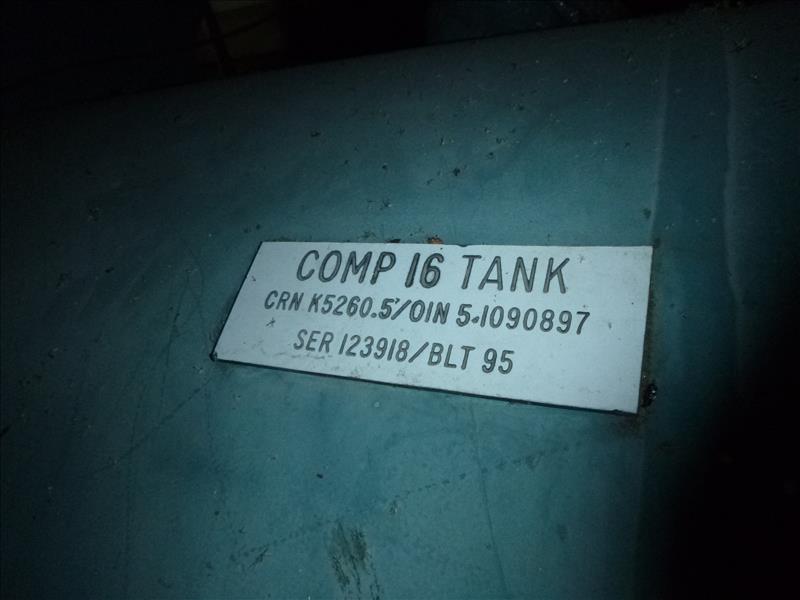 COMP 16 TANK
CRN K5260.5/OIN 5-1090897
SER 123918/BLT 95